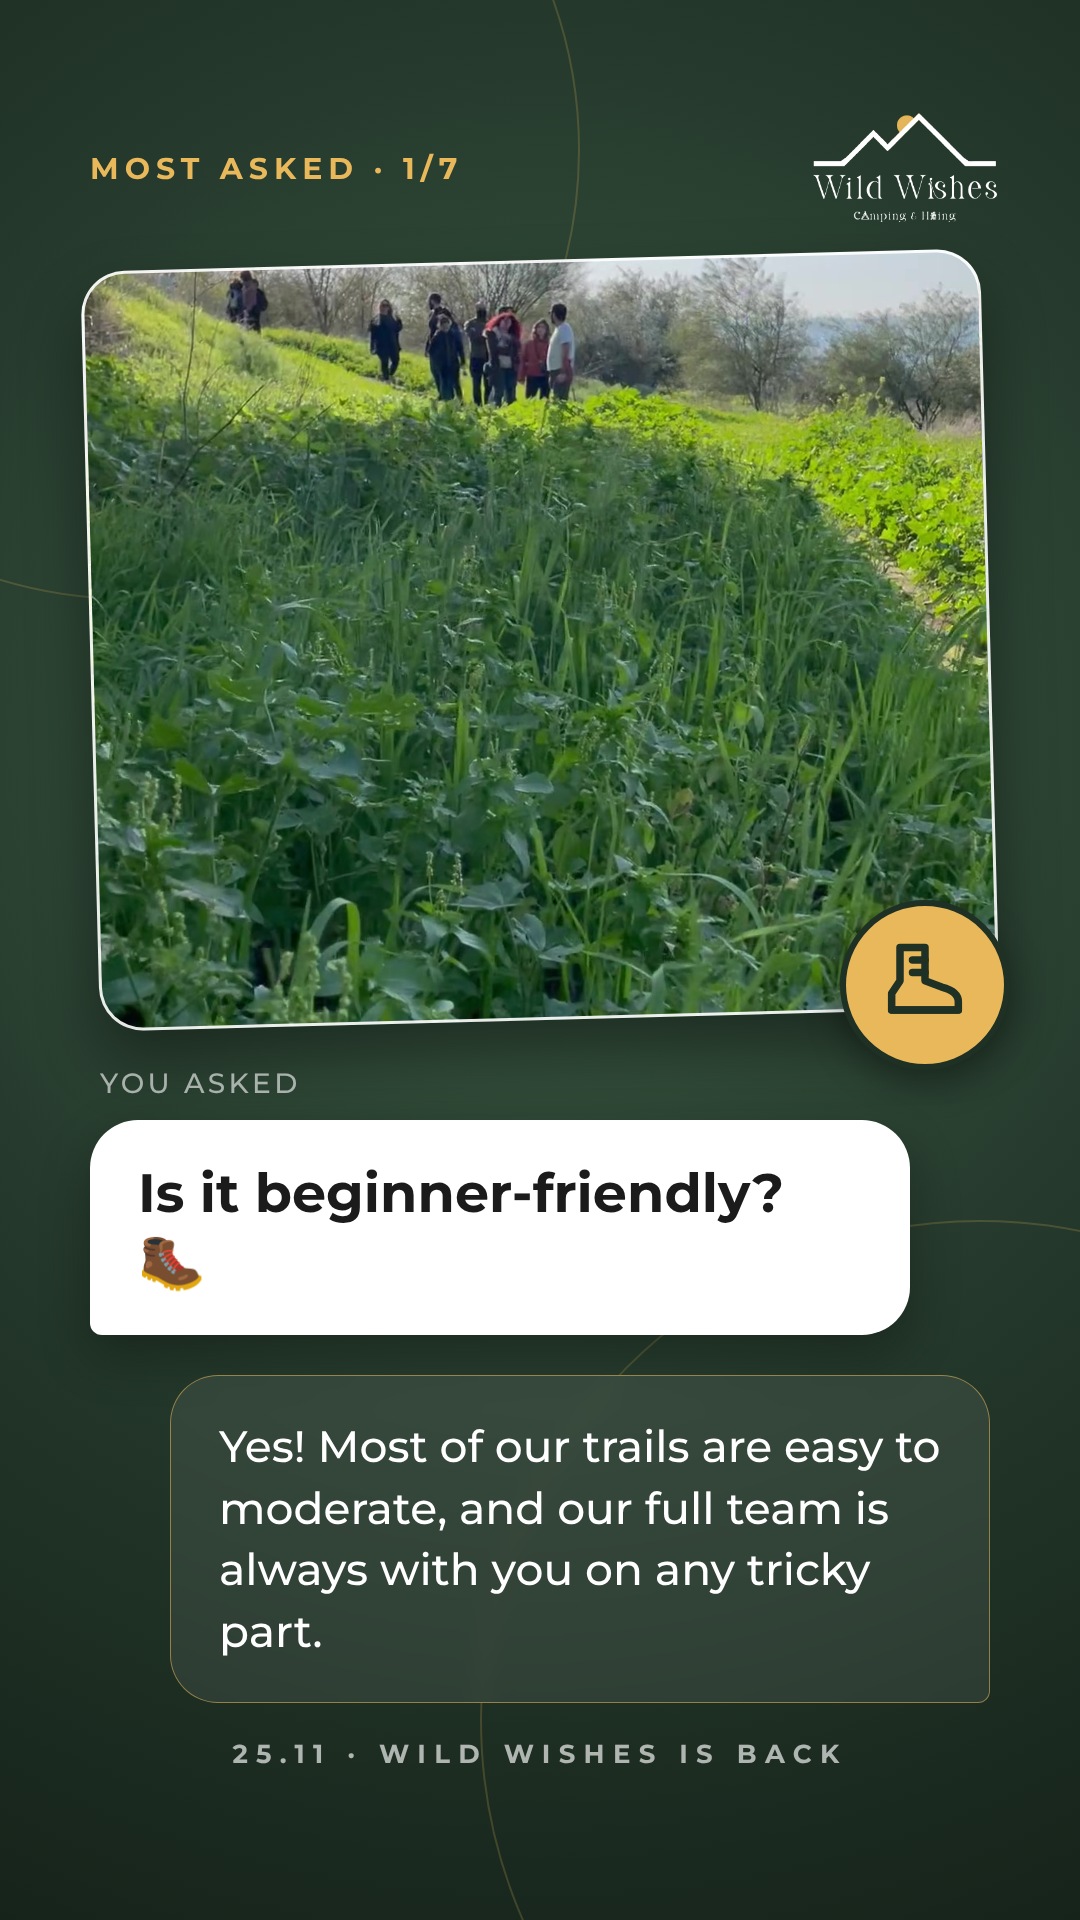 MOST ASKED · 1/7
Wild Wishes
Camping & Hiking
YOU ASKED
Is it beginner-friendly?
🥾
Yes! Most of our trails are easy to
moderate, and our full team is
always with you on any tricky
part.
25.11 · WILD WISHES IS BACK